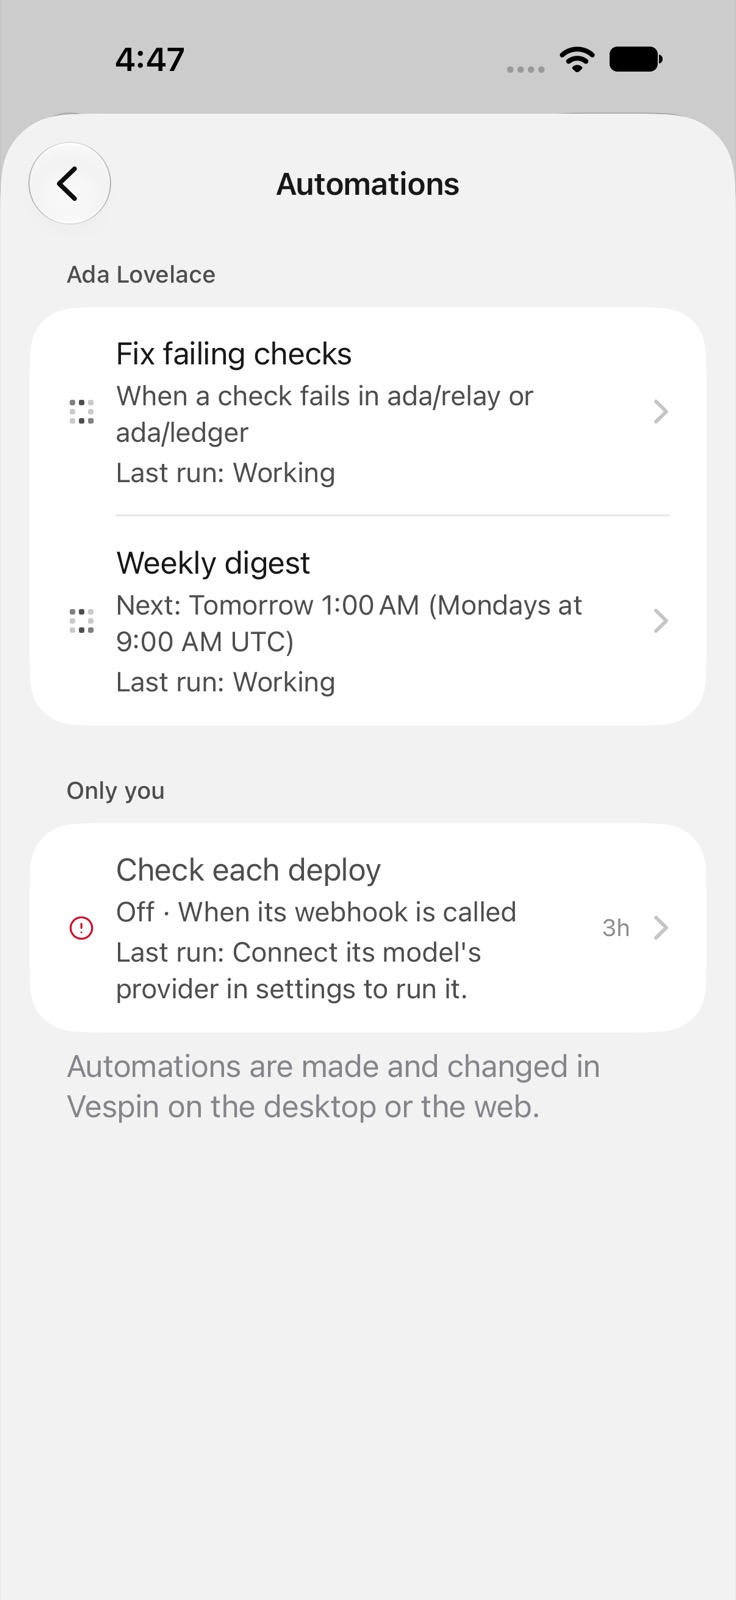 4:47
Automations
Ada Lovelace
Fix failing checks
When a check fails in ada/relay or
ada/ledger
Last run: Working
Weekly digest
Next: Tomorrow 1:00 AM (Mondays at
9:00 AM UTC)
Last run: Working
Only you
Check each deploy
Off · When its webhook is called
3h
Last run: Connect its model's
provider in settings to run it.
Automations are made and changed in
Vespin on the desktop or the web.